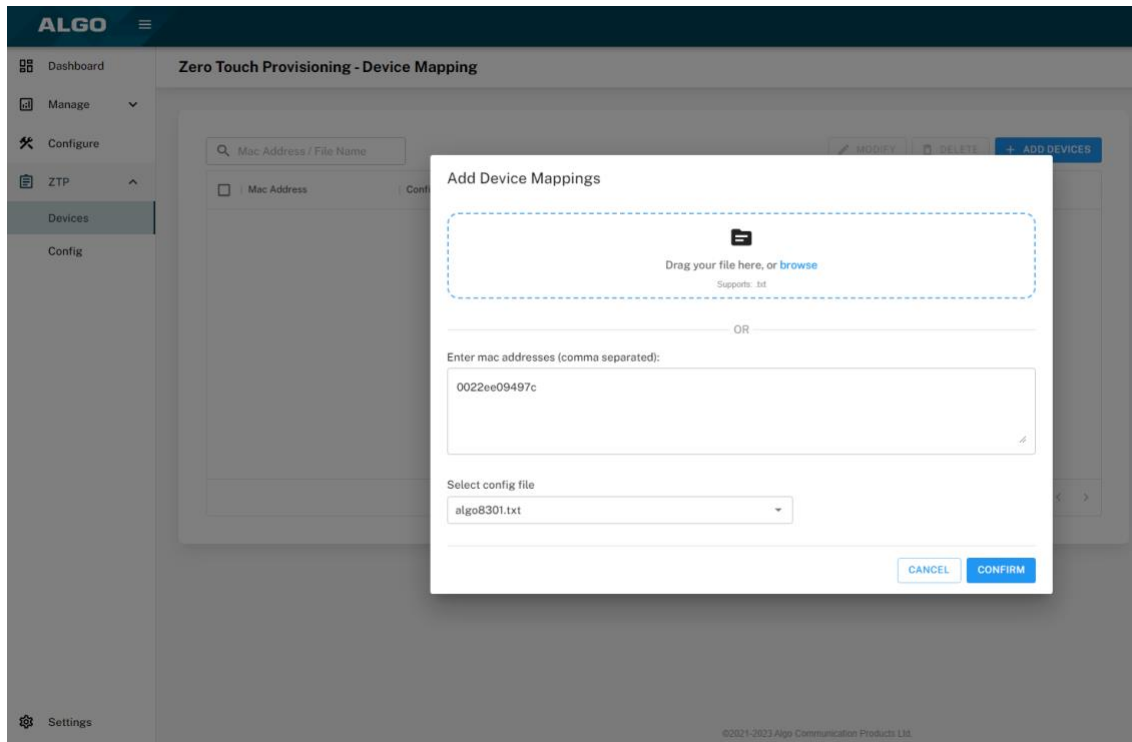 ALGO
Dashboard
Manage
Configure
ZTP
Devices
Config
Settings
Zero Touch Provisioning - Device Mapping
Mac Address / File Name
MODIFY
DELETE
+ ADD DEVICES
Mac Address
Confi
Add Device Mappings
Drag your file here, or browse
Supports: .txt
OR
Enter mac addresses (comma separated):
0022ee09497c
Select config file
algo8301.txt
CANCEL
CONFIRM
©2021-2023 Algo Communication Products Ltd.